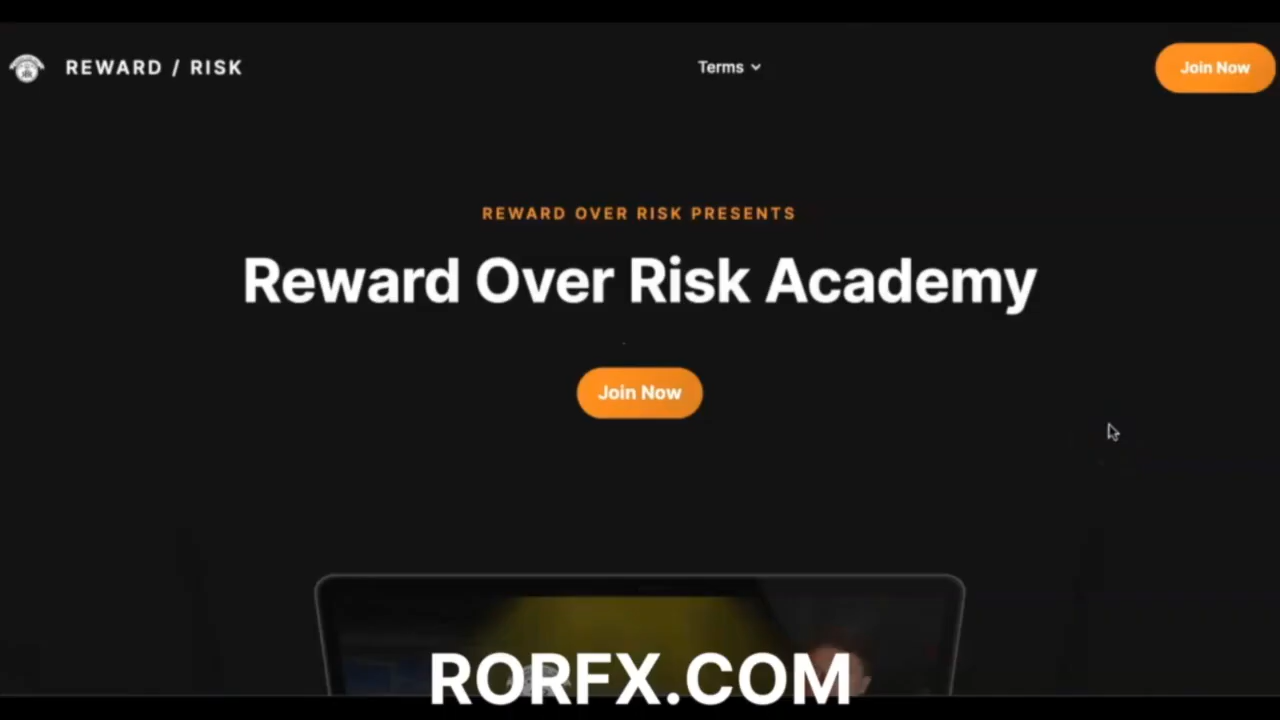 REWARD / RISK
Terms
Join Now
REWARD OVER RISK PRESENTS
Reward Over Risk Academy
Join Now
RORFX.COM